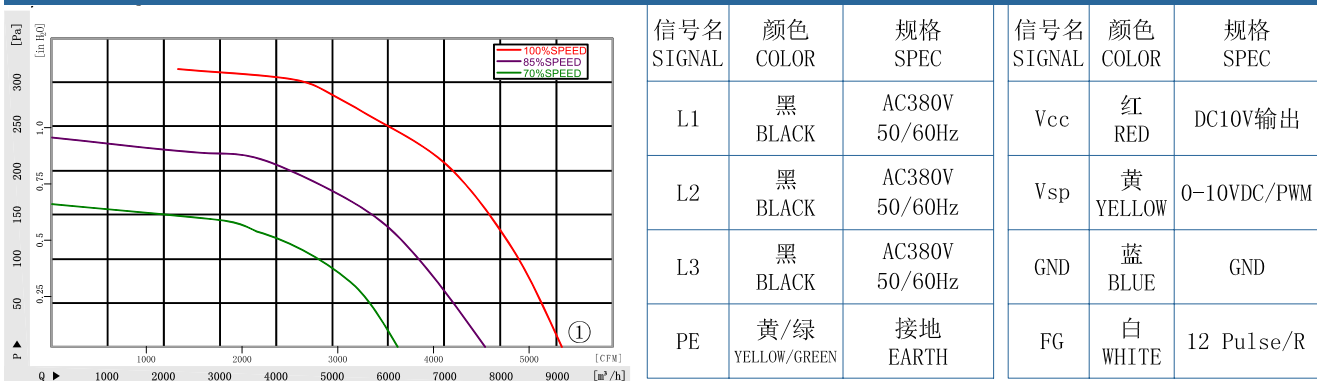 [Pa]
[in H₂O]
300
250
200
150
100
50
P ▲
1.0
0.75
0.5
0.25
100%SPEED
85%SPEED
70%SPEED
①
1000 2000 3000 4000 5000 [CFM]
Q ▶ 1000 2000 3000 4000 5000 6000 7000 8000 9000 [m³/h]
信号名 颜色 规格
SIGNAL COLOR SPEC
L1 黑 BLACK AC380V 50/60Hz
L2 黑 BLACK AC380V 50/60Hz
L3 黑 BLACK AC380V 50/60Hz
PE 黄/绿 YELLOW/GREEN 接地 EARTH
信号名 颜色 规格
SIGNAL COLOR SPEC
Vcc 红 RED DC10V输出
Vsp 黄 YELLOW 0-10VDC/PWM
GND 蓝 BLUE GND
FG 白 WHITE 12 Pulse/R